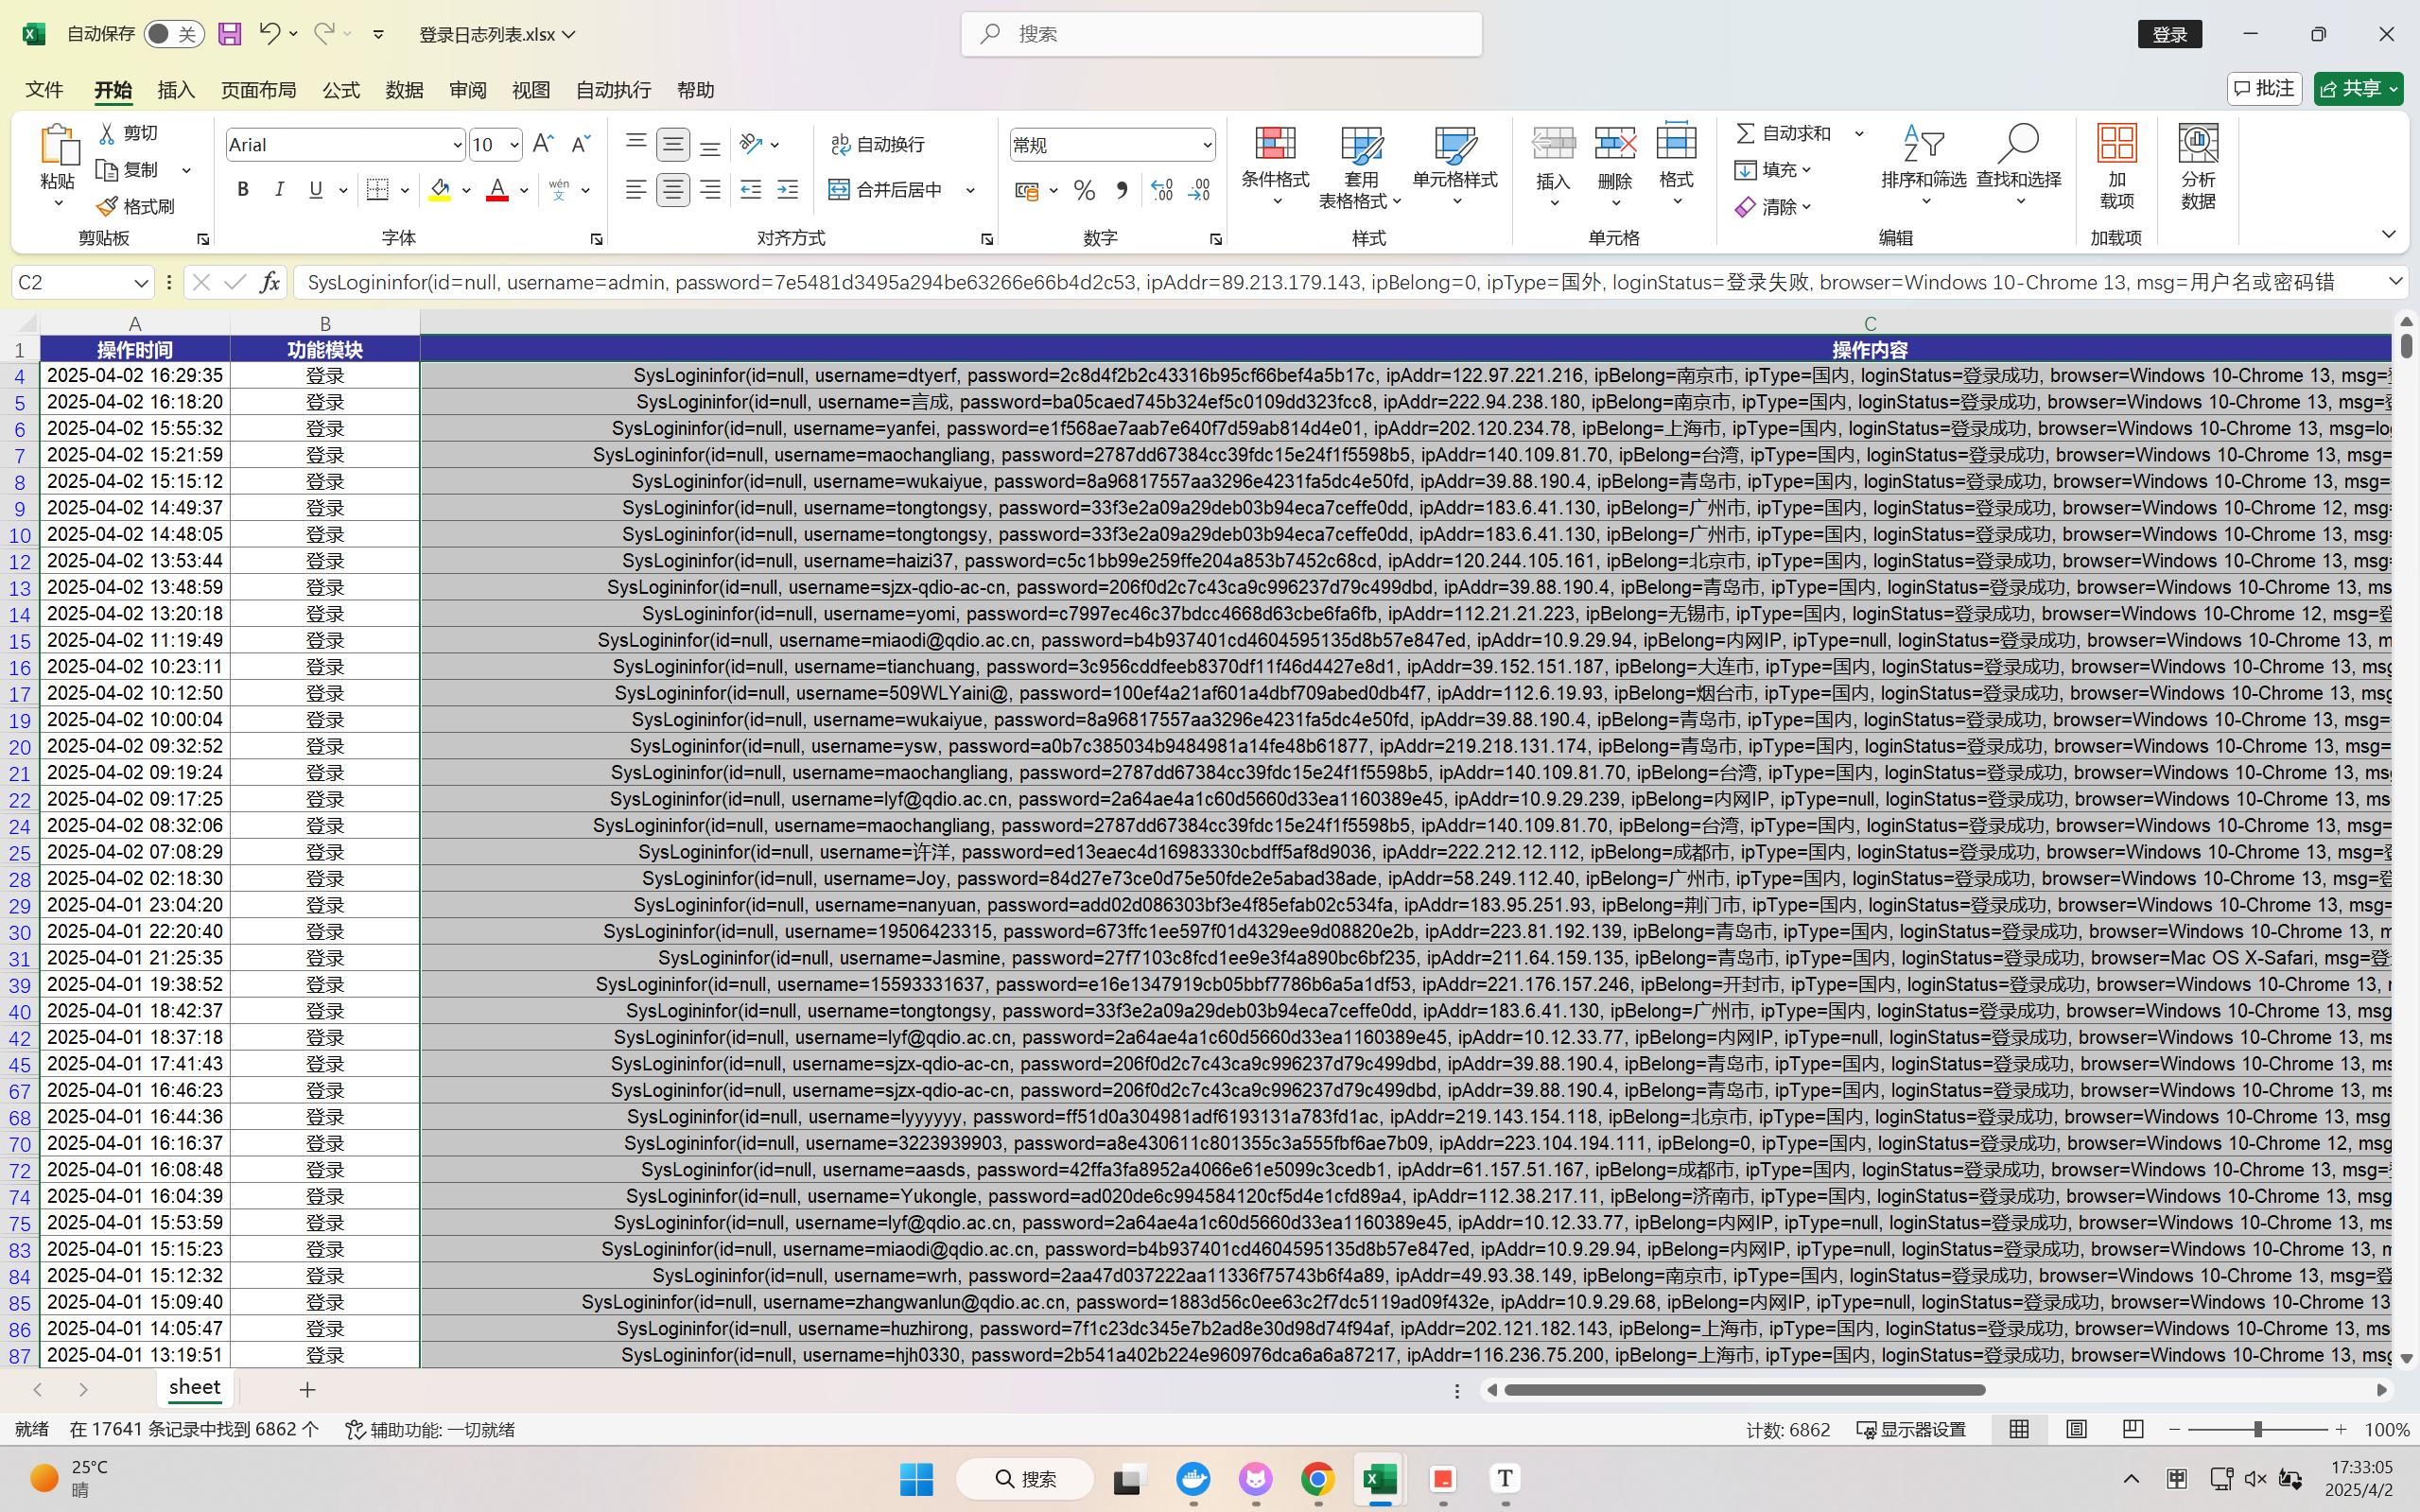 自动保存 关 登录日志列表.xlsx 搜索 登录
文件 开始 插入 页面布局 公式 数据 审阅 视图 自动执行 帮助 批注 共享
粘贴 剪切 复制 格式刷 剪贴板
Arial 10 B I U A wén 文 字体
ab 自动换行 合并后居中 对齐方式
常规 % 数字
条件格式 套用 表格格式 单元格样式 样式
插入 删除 格式 单元格
自动求和 填充 清除 排序和筛选 查找和选择 编辑
加 载项 加载项
分析 数据
C2 fx SysLogininfor(id=null, username=admin, password=7e5481d3495a294be63266e66b4d2c53, ipAddr=89.213.179.143, ipBelong=0, ipType=国外, loginStatus=登录失败, browser=Windows 10-Chrome 13, msg=用户名或密码错
A B C
1 操作时间 功能模块 操作内容
4 2025-04-02 16:29:35 登录 SysLogininfor(id=null, username=dtyerf, password=2c8d4f2b2c43316b95cf66bef4a5b17c, ipAddr=122.97.221.216, ipBelong=南京市, ipType=国内, loginStatus=登录成功, browser=Windows 10-Chrome 13, msg=
5 2025-04-02 16:18:20 登录 SysLogininfor(id=null, username=言成, password=ba05caed745b324ef5c0109dd323fcc8, ipAddr=222.94.238.180, ipBelong=南京市, ipType=国内, loginStatus=登录成功, browser=Windows 10-Chrome 13, msg=
6 2025-04-02 15:55:32 登录 SysLogininfor(id=null, username=yanfei, password=e1f568ae7aab7e640f7d59ab814d4e01, ipAddr=202.120.234.78, ipBelong=上海市, ipType=国内, loginStatus=登录成功, browser=Windows 10-Chrome 13, msg=lo
7 2025-04-02 15:21:59 登录 SysLogininfor(id=null, username=maochangliang, password=2787dd67384cc39fdc15e24f1f5598b5, ipAddr=140.109.81.70, ipBelong=台湾, ipType=国内, loginStatus=登录成功, browser=Windows 10-Chrome 13, msg=
8 2025-04-02 15:15:12 登录 SysLogininfor(id=null, username=wukaiyue, password=8a96817557aa3296e4231fa5dc4e50fd, ipAddr=39.88.190.4, ipBelong=青岛市, ipType=国内, loginStatus=登录成功, browser=Windows 10-Chrome 13, msg=
9 2025-04-02 14:49:37 登录 SysLogininfor(id=null, username=tongtongsy, password=33f3e2a09a29deb03b94eca7ceffe0dd, ipAddr=183.6.41.130, ipBelong=广州市, ipType=国内, loginStatus=登录成功, browser=Windows 10-Chrome 12, msg=
10 2025-04-02 14:48:05 登录 SysLogininfor(id=null, username=tongtongsy, password=33f3e2a09a29deb03b94eca7ceffe0dd, ipAddr=183.6.41.130, ipBelong=广州市, ipType=国内, loginStatus=登录成功, browser=Windows 10-Chrome 13, msg=
12 2025-04-02 13:53:44 登录 SysLogininfor(id=null, username=haizi37, password=c5c1bb99e259ffe204a853b7452c68cd, ipAddr=120.244.105.161, ipBelong=北京市, ipType=国内, loginStatus=登录成功, browser=Windows 10-Chrome 13, msg=
13 2025-04-02 13:48:59 登录 SysLogininfor(id=null, username=sjzx-qdio-ac-cn, password=206f0d2c7c43ca9c996237d79c499dbd, ipAddr=39.88.190.4, ipBelong=青岛市, ipType=国内, loginStatus=登录成功, browser=Windows 10-Chrome 13, ms
14 2025-04-02 13:20:18 登录 SysLogininfor(id=null, username=yomi, password=c7997ec46c37bdcc4668d63cbe6fa6fb, ipAddr=112.21.21.223, ipBelong=无锡市, ipType=国内, loginStatus=登录成功, browser=Windows 10-Chrome 12, msg=登
15 2025-04-02 11:19:49 登录 SysLogininfor(id=null, username=miaodi@qdio.ac.cn, password=b4b937401cd4604595135d8b57e847ed, ipAddr=10.9.29.94, ipBelong=内网IP, ipType=null, loginStatus=登录成功, browser=Windows 10-Chrome 13, m
16 2025-04-02 10:23:11 登录 SysLogininfor(id=null, username=tianchuang, password=3c956cddfeeb8370df11f46d4427e8d1, ipAddr=39.152.151.187, ipBelong=大连市, ipType=国内, loginStatus=登录成功, browser=Windows 10-Chrome 13, msg
17 2025-04-02 10:12:50 登录 SysLogininfor(id=null, username=509WLYaini@, password=100ef4a21af601a4dbf709abed0db4f7, ipAddr=112.6.19.93, ipBelong=烟台市, ipType=国内, loginStatus=登录成功, browser=Windows 10-Chrome 13, msg
19 2025-04-02 10:00:04 登录 SysLogininfor(id=null, username=wukaiyue, password=8a96817557aa3296e4231fa5dc4e50fd, ipAddr=39.88.190.4, ipBelong=青岛市, ipType=国内, loginStatus=登录成功, browser=Windows 10-Chrome 13, msg=
20 2025-04-02 09:32:52 登录 SysLogininfor(id=null, username=ysw, password=a0b7c385034b9484981a14fe48b61877, ipAddr=219.218.131.174, ipBelong=青岛市, ipType=国内, loginStatus=登录成功, browser=Windows 10-Chrome 13, msg=
21 2025-04-02 09:19:24 登录 SysLogininfor(id=null, username=maochangliang, password=2787dd67384cc39fdc15e24f1f5598b5, ipAddr=140.109.81.70, ipBelong=台湾, ipType=国内, loginStatus=登录成功, browser=Windows 10-Chrome 13, ms
22 2025-04-02 09:17:25 登录 SysLogininfor(id=null, username=lyf@qdio.ac.cn, password=2a64ae4a1c60d5660d33ea1160389e45, ipAddr=10.9.29.239, ipBelong=内网IP, ipType=null, loginStatus=登录成功, browser=Windows 10-Chrome 13, ms
24 2025-04-02 08:32:06 登录 SysLogininfor(id=null, username=maochangliang, password=2787dd67384cc39fdc15e24f1f5598b5, ipAddr=140.109.81.70, ipBelong=台湾, ipType=国内, loginStatus=登录成功, browser=Windows 10-Chrome 13, msg=
25 2025-04-02 07:08:29 登录 SysLogininfor(id=null, username=许洋, password=ed13eaec4d16983330cbdff5af8d9036, ipAddr=222.212.12.112, ipBelong=成都市, ipType=国内, loginStatus=登录成功, browser=Windows 10-Chrome 13, msg=登
28 2025-04-02 02:18:30 登录 SysLogininfor(id=null, username=Joy, password=84d27e73ce0d75e50fde2e5abad38ade, ipAddr=58.249.112.40, ipBelong=广州市, ipType=国内, loginStatus=登录成功, browser=Windows 10-Chrome 13, msg=登
29 2025-04-01 23:04:20 登录 SysLogininfor(id=null, username=nanyuan, password=add02d086303bf3e4f85efab02c534fa, ipAddr=183.95.251.93, ipBelong=荆门市, ipType=国内, loginStatus=登录成功, browser=Windows 10-Chrome 13, msg=
30 2025-04-01 22:20:40 登录 SysLogininfor(id=null, username=19506423315, password=673ffc1ee597f01d4329ee9d08820e2b, ipAddr=223.81.192.139, ipBelong=青岛市, ipType=国内, loginStatus=登录成功, browser=Windows 10-Chrome 13, m
31 2025-04-01 21:25:35 登录 SysLogininfor(id=null, username=Jasmine, password=27f7103c8fcd1ee9e3f4a890bc6bf235, ipAddr=211.64.159.135, ipBelong=青岛市, ipType=国内, loginStatus=登录成功, browser=Mac OS X-Safari, msg=登
39 2025-04-01 19:38:52 登录 SysLogininfor(id=null, username=15593331637, password=e16e1347919cb05bbf7786b6a5a1df53, ipAddr=221.176.157.246, ipBelong=开封市, ipType=国内, loginStatus=登录成功, browser=Windows 10-Chrome 13,
40 2025-04-01 18:42:37 登录 SysLogininfor(id=null, username=tongtongsy, password=33f3e2a09a29deb03b94eca7ceffe0dd, ipAddr=183.6.41.130, ipBelong=广州市, ipType=国内, loginStatus=登录成功, browser=Windows 10-Chrome 13, msg=
42 2025-04-01 18:37:18 登录 SysLogininfor(id=null, username=lyf@qdio.ac.cn, password=2a64ae4a1c60d5660d33ea1160389e45, ipAddr=10.12.33.77, ipBelong=内网IP, ipType=null, loginStatus=登录成功, browser=Windows 10-Chrome 13, ms
45 2025-04-01 17:41:43 登录 SysLogininfor(id=null, username=sjzx-qdio-ac-cn, password=206f0d2c7c43ca9c996237d79c499dbd, ipAddr=39.88.190.4, ipBelong=青岛市, ipType=国内, loginStatus=登录成功, browser=Windows 10-Chrome 13, ms
67 2025-04-01 16:46:23 登录 SysLogininfor(id=null, username=sjzx-qdio-ac-cn, password=206f0d2c7c43ca9c996237d79c499dbd, ipAddr=39.88.190.4, ipBelong=青岛市, ipType=国内, loginStatus=登录成功, browser=Windows 10-Chrome 13, ms
68 2025-04-01 16:44:36 登录 SysLogininfor(id=null, username=lyyyyyy, password=ff51d0a304981adf6193131a783fd1ac, ipAddr=219.143.154.118, ipBelong=北京市, ipType=国内, loginStatus=登录成功, browser=Windows 10-Chrome 13, msg
70 2025-04-01 16:16:37 登录 SysLogininfor(id=null, username=3223939903, password=a8e430611c801355c3a555fbf6ae7b09, ipAddr=223.104.194.111, ipBelong=0, ipType=国内, loginStatus=登录成功, browser=Windows 10-Chrome 12, msg
72 2025-04-01 16:08:48 登录 SysLogininfor(id=null, username=aasds, password=42ffa3fa8952a4066e61e5099c3cedb1, ipAddr=61.157.51.167, ipBelong=成都市, ipType=国内, loginStatus=登录成功, browser=Windows 10-Chrome 13, msg=
74 2025-04-01 16:04:39 登录 SysLogininfor(id=null, username=Yukongle, password=ad020de6c994584120cf5d4e1cfd89a4, ipAddr=112.38.217.11, ipBelong=济南市, ipType=国内, loginStatus=登录成功, browser=Windows 10-Chrome 13, msg
75 2025-04-01 15:53:59 登录 SysLogininfor(id=null, username=lyf@qdio.ac.cn, password=2a64ae4a1c60d5660d33ea1160389e45, ipAddr=10.12.33.77, ipBelong=内网IP, ipType=null, loginStatus=登录成功, browser=Windows 10-Chrome 13, ms
83 2025-04-01 15:15:23 登录 SysLogininfor(id=null, username=miaodi@qdio.ac.cn, password=b4b937401cd4604595135d8b57e847ed, ipAddr=10.9.29.94, ipBelong=内网IP, ipType=null, loginStatus=登录成功, browser=Windows 10-Chrome 13,
84 2025-04-01 15:12:32 登录 SysLogininfor(id=null, username=wrh, password=2aa47d037222aa11336f75743b6f4a89, ipAddr=49.93.38.149, ipBelong=南京市, ipType=国内, loginStatus=登录成功, browser=Windows 10-Chrome 13, msg=登
85 2025-04-01 15:09:40 登录 SysLogininfor(id=null, username=zhangwanlun@qdio.ac.cn, password=1883d56c0ee63c2f7dc5119ad09f432e, ipAddr=10.9.29.68, ipBelong=内网IP, ipType=null, loginStatus=登录成功, browser=Windows 10-Chrome 13
86 2025-04-01 14:05:47 登录 SysLogininfor(id=null, username=huzhirong, password=7f1c23dc345e7b2ad8e30d98d74f94af, ipAddr=202.121.182.143, ipBelong=上海市, ipType=国内, loginStatus=登录成功, browser=Windows 10-Chrome 13, ms
87 2025-04-01 13:19:51 登录 SysLogininfor(id=null, username=hjh0330, password=2b541a402b224e960976dca6a6a87217, ipAddr=116.236.75.200, ipBelong=上海市, ipType=国内, loginStatus=登录成功, browser=Windows 10-Chrome 13, msg
sheet
就绪 在 17641 条记录中找到 6862 个 辅助功能: 一切就绪 计数: 6862 显示器设置 100%
25°C 晴 搜索 T 中 17:33:05
2025/4/2